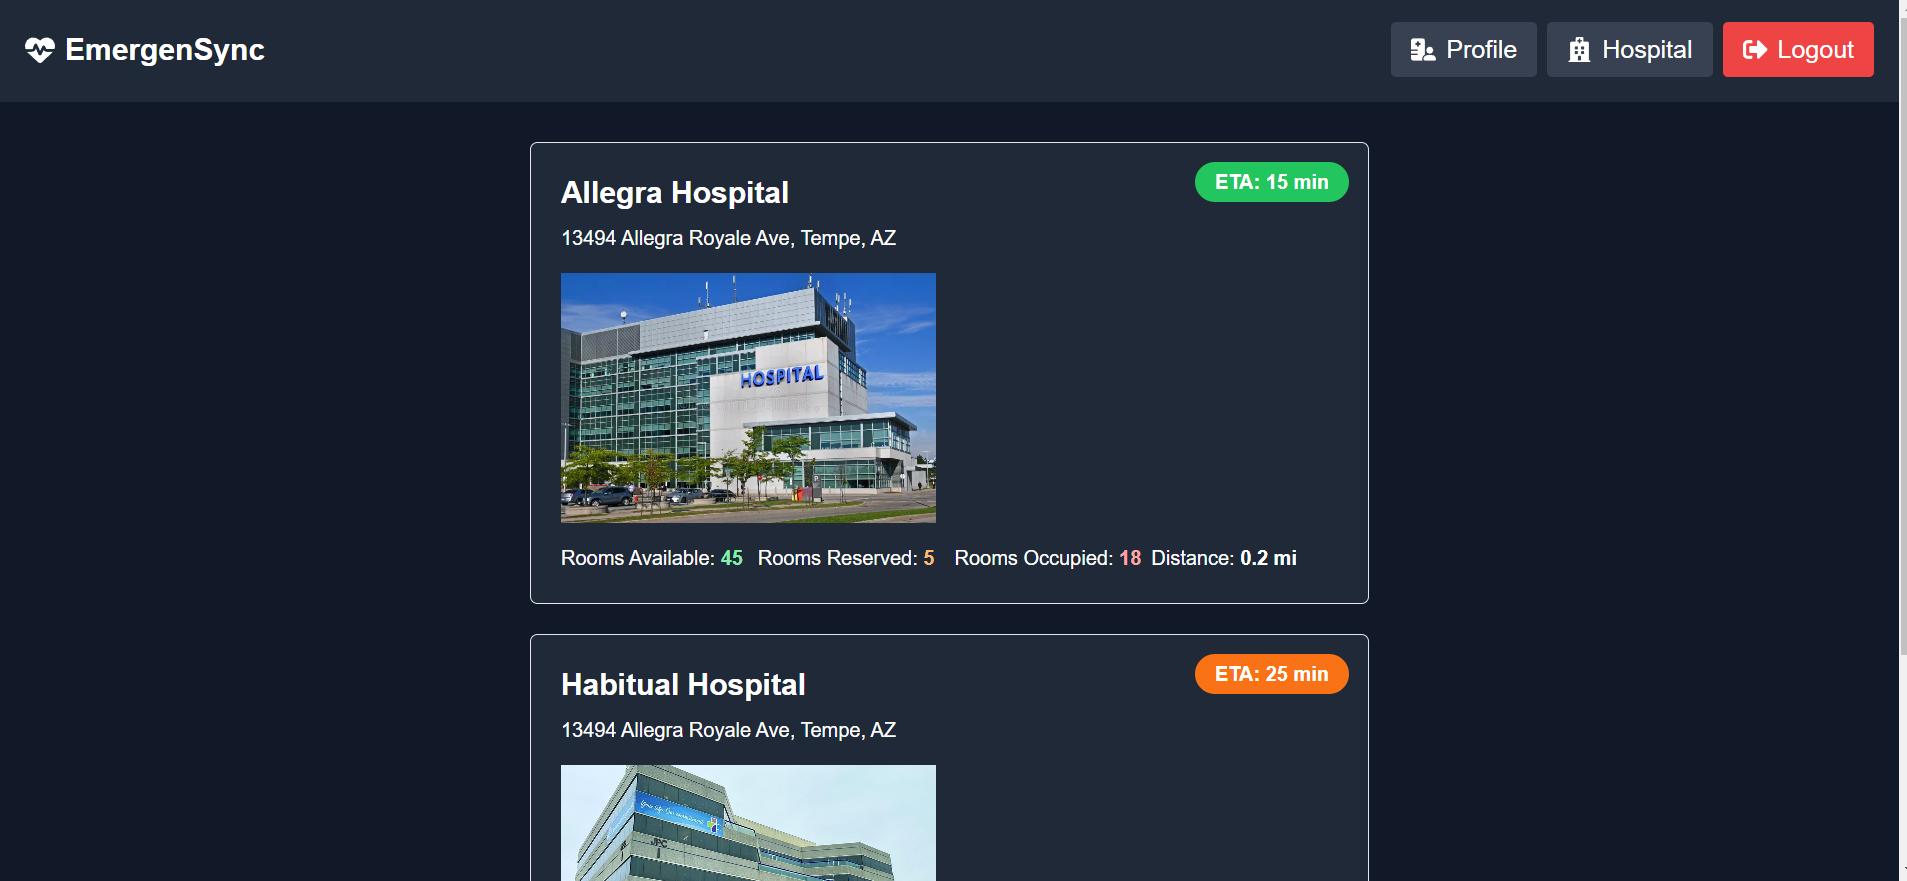 EmergenSync
Profile
Hospital
Logout
Allegra Hospital
ETA: 15 min
13494 Allegra Royale Ave, Tempe, AZ
HOSPITAL
Rooms Available: 45 Rooms Reserved: 5 Rooms Occupied: 18 Distance: 0.2 mi
Habitual Hospital
ETA: 25 min
13494 Allegra Royale Ave, Tempe, AZ
JPC